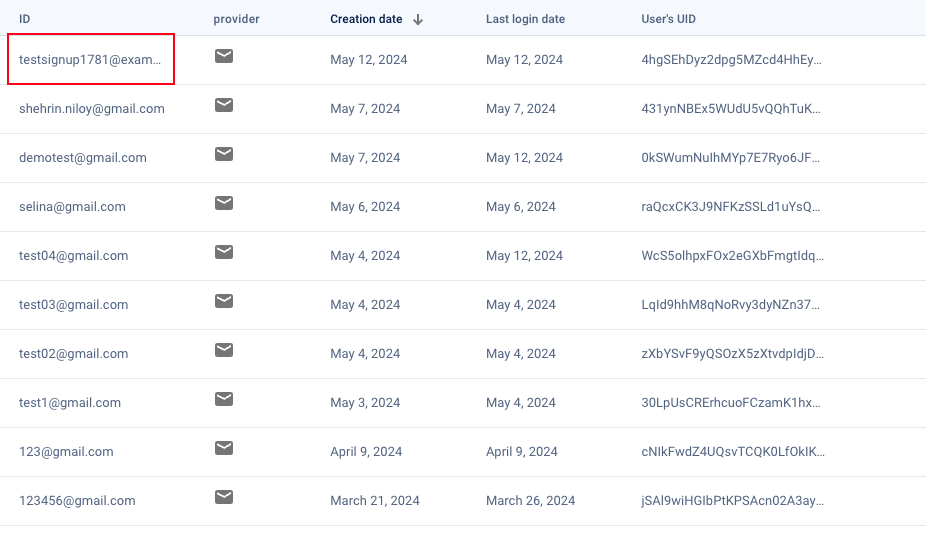 ID provider Creation date Last login date User's UID
testsignup1781@exam... May 12, 2024 May 12, 2024 4hgSEhDyz2dpg5MZcd4HhEy...
shehrin.niloy@gmail.com May 7, 2024 May 7, 2024 431ynNBEx5WUdU5vQQhTuK...
demotest@gmail.com May 7, 2024 May 12, 2024 0kSWumNuIhMYp7E7Ryo6JF...
selina@gmail.com May 6, 2024 May 6, 2024 raQcxCK3J9NFKzSSLd1uYsQ...
test04@gmail.com May 4, 2024 May 12, 2024 WcS5olhpxFOx2eGXbFmgtIdq...
test03@gmail.com May 4, 2024 May 4, 2024 LqId9hhM8qNoRvy3dyNZn37...
test02@gmail.com May 4, 2024 May 4, 2024 zXbYSvF9yQSOzX5zXtvdpIdjD...
test1@gmail.com May 3, 2024 May 4, 2024 30LpUsCRErhcuoFCzamK1hx...
123@gmail.com April 9, 2024 April 9, 2024 cNIkFwdZ4UQsvTCQK0LfOkIK...
123456@gmail.com March 21, 2024 March 26, 2024 jSAl9wiHGIbPtKPSAcn02A3ay...